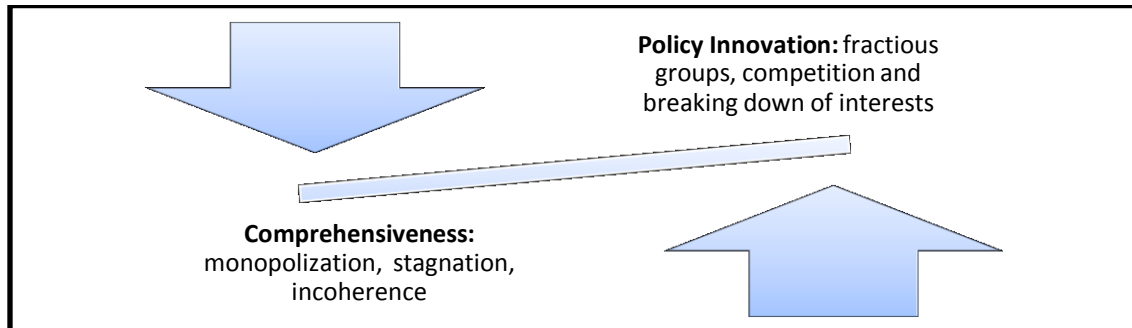 Policy Innovation: fractious
groups, competition and
breaking down of interests
Comprehensiveness:
monopolization, stagnation,
incoherence